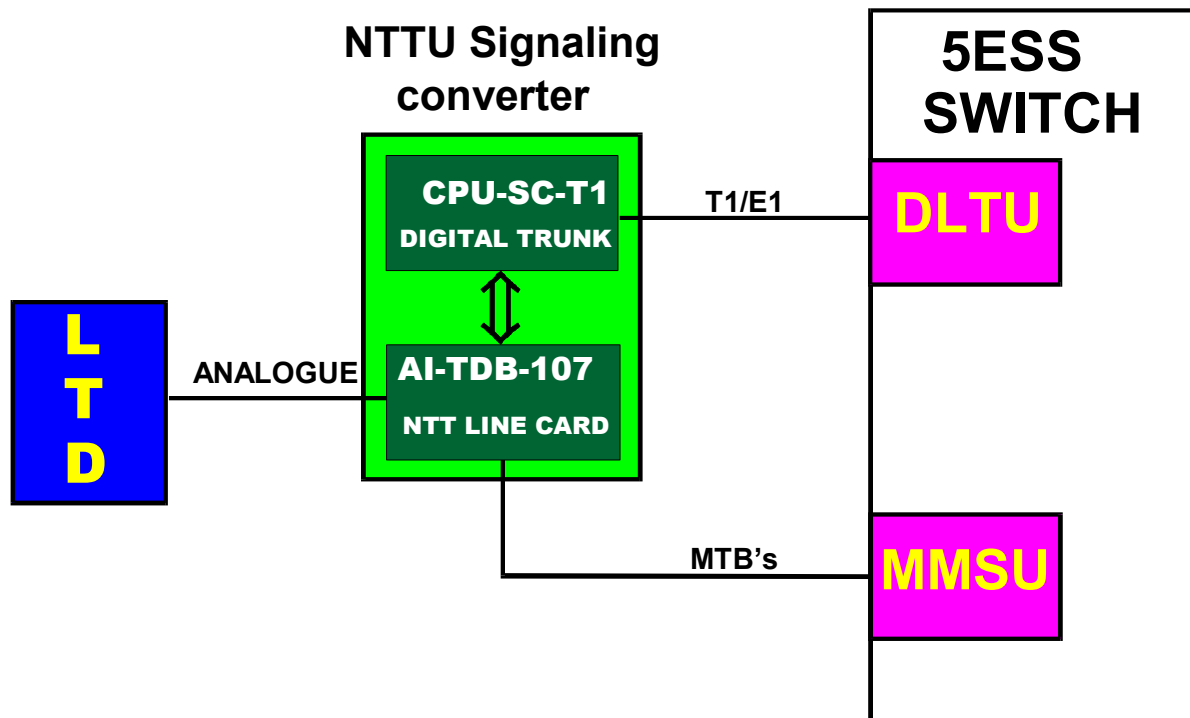 NTTU Signaling
converter
5ESS
SWITCH
CPU-SC-T1
DIGITAL TRUNK
T1/E1
DLTU
L
T
D
ANALOGUE
AI-TDB-107
NTT LINE CARD
MTB's
MMSU